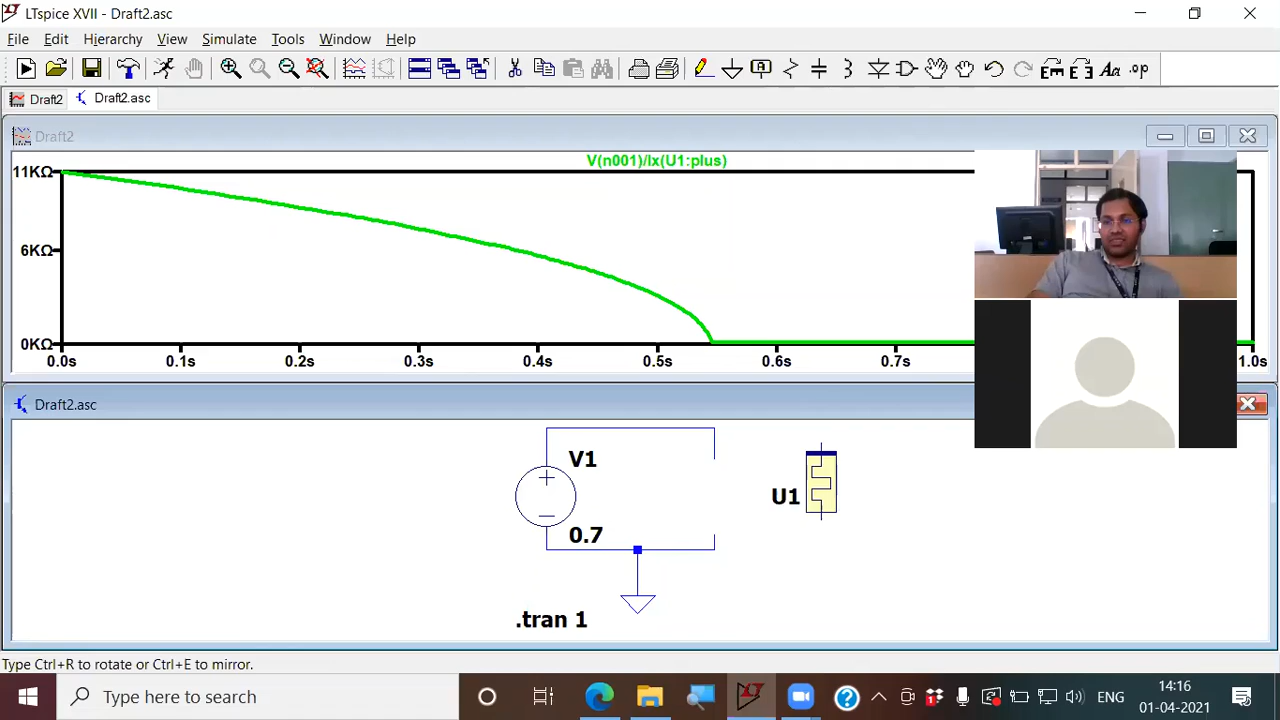 LTspice XVII - Draft2.asc
File Edit Hierarchy View Simulate Tools Window Help
A Aa .op
Draft2 Draft2.asc
Draft2
V(n001)/Ix(U1:plus)
11KΩ
6KΩ
0KΩ
0.0s 0.1s 0.2s 0.3s 0.4s 0.5s 0.6s 0.7s 1.0s
Draft2.asc
V1
U1
0.7
.tran 1
Type Ctrl+R to rotate or Ctrl+E to mirror.
Type here to search
ENG
14:16
01-04-2021